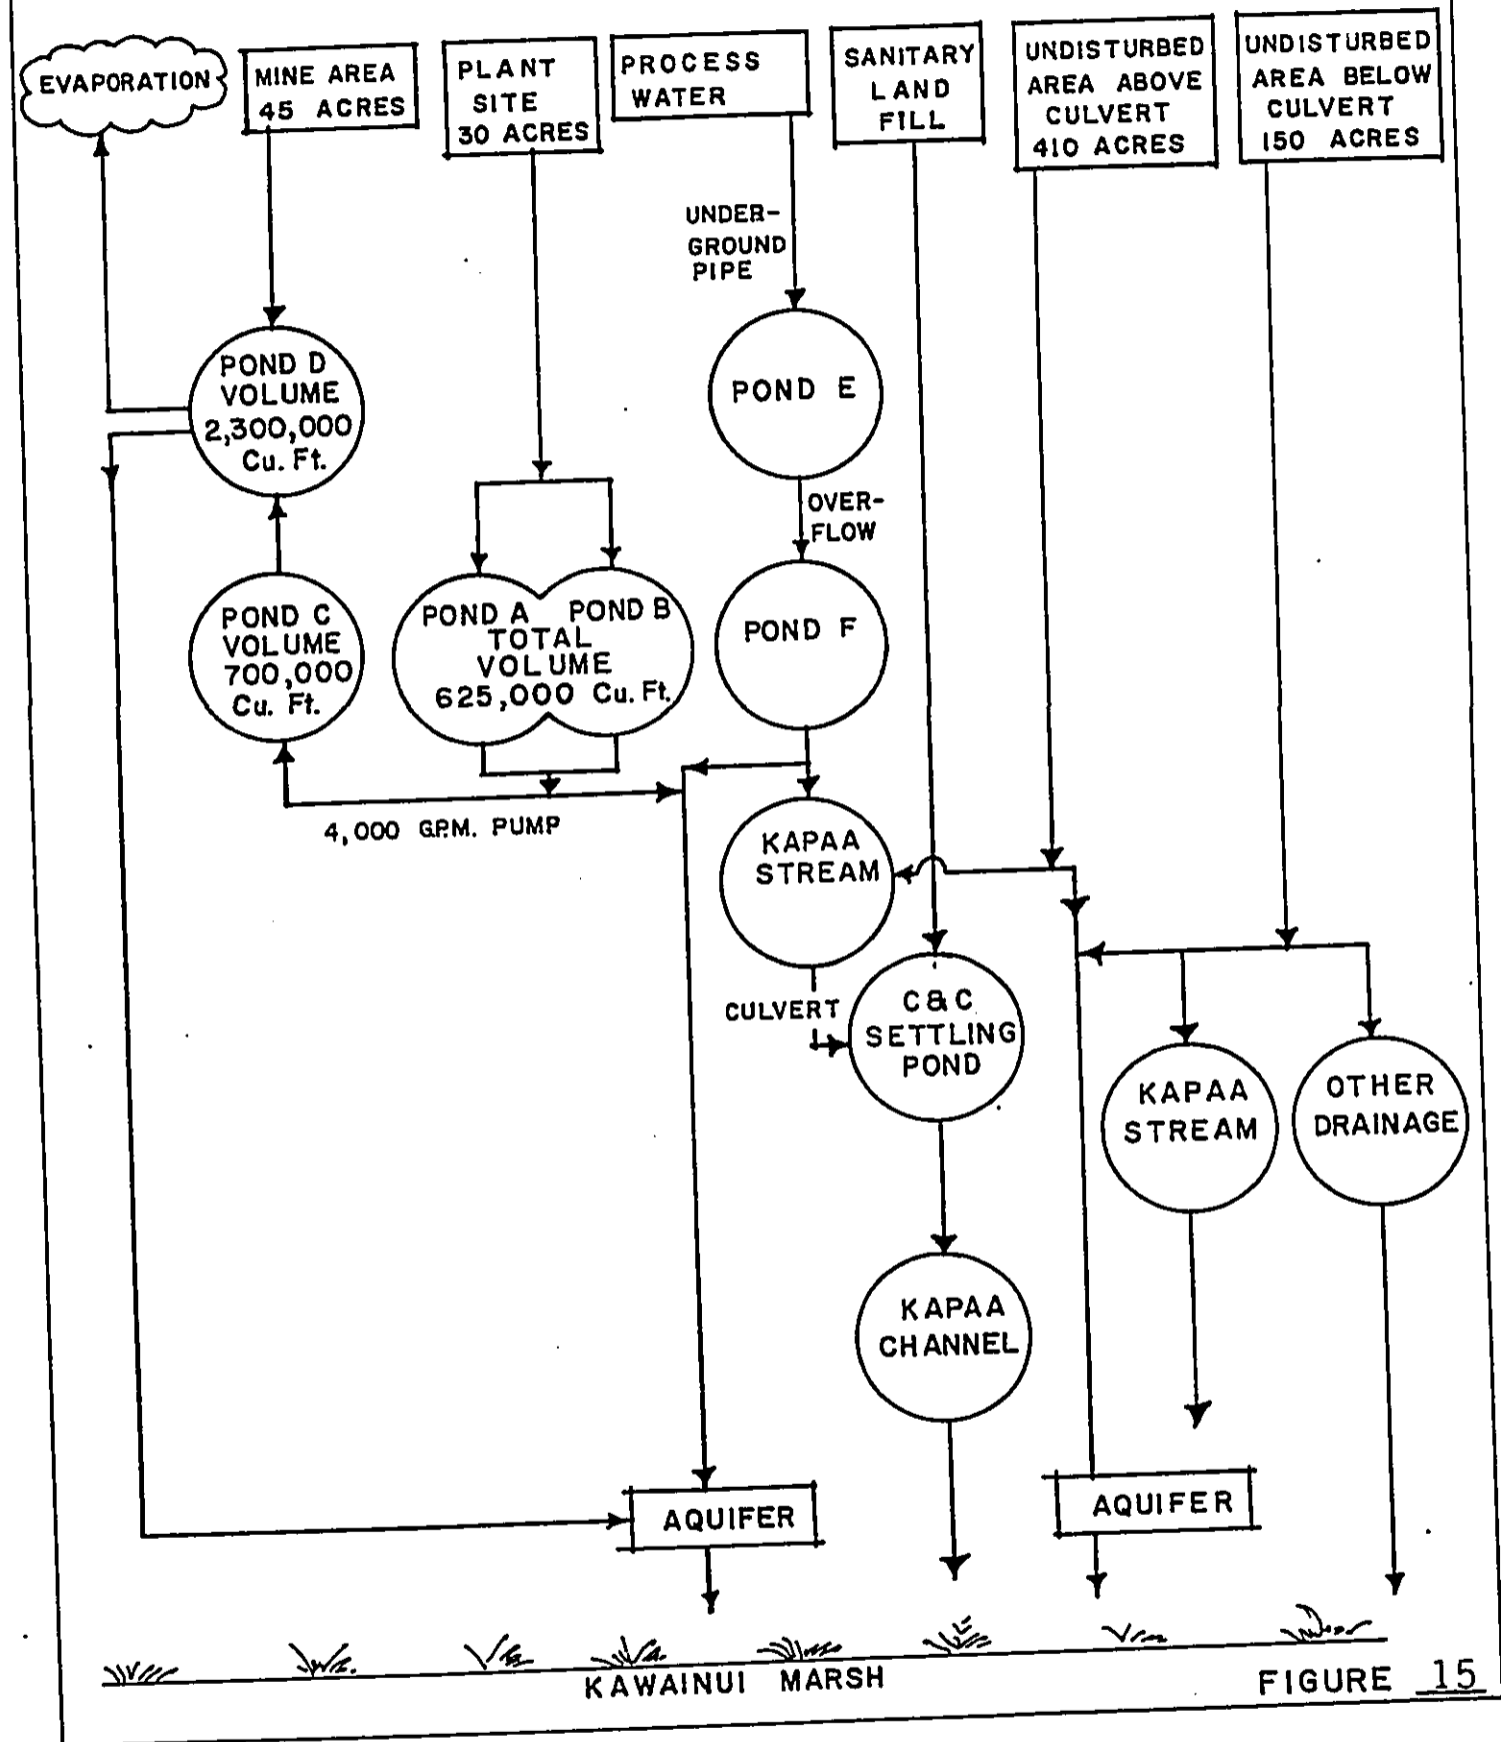 EVAPORATION
MINE AREA
45 ACRES
PLANT
SITE
30 ACRES
PROCESS
WATER
SANITARY
LAND
FILL
UNDISTURBED
AREA ABOVE
CULVERT
410 ACRES
UNDISTURBED
AREA BELOW
CULVERT
150 ACRES
UNDER-
GROUND
PIPE
POND D
VOLUME
2,300,000
Cu. Ft.
POND E
OVER-
FLOW
POND C
VOLUME
700,000
Cu. Ft.
POND A POND B
TOTAL
VOLUME
625,000 Cu. Ft.
POND F
4,000 G.P.M. PUMP
KAPAA
STREAM
CULVERT
C & C
SETTLING
POND
KAPAA
STREAM
OTHER
DRAINAGE
KAPAA
CHANNEL
AQUIFER
AQUIFER
KAWAINUI MARSH
FIGURE 15